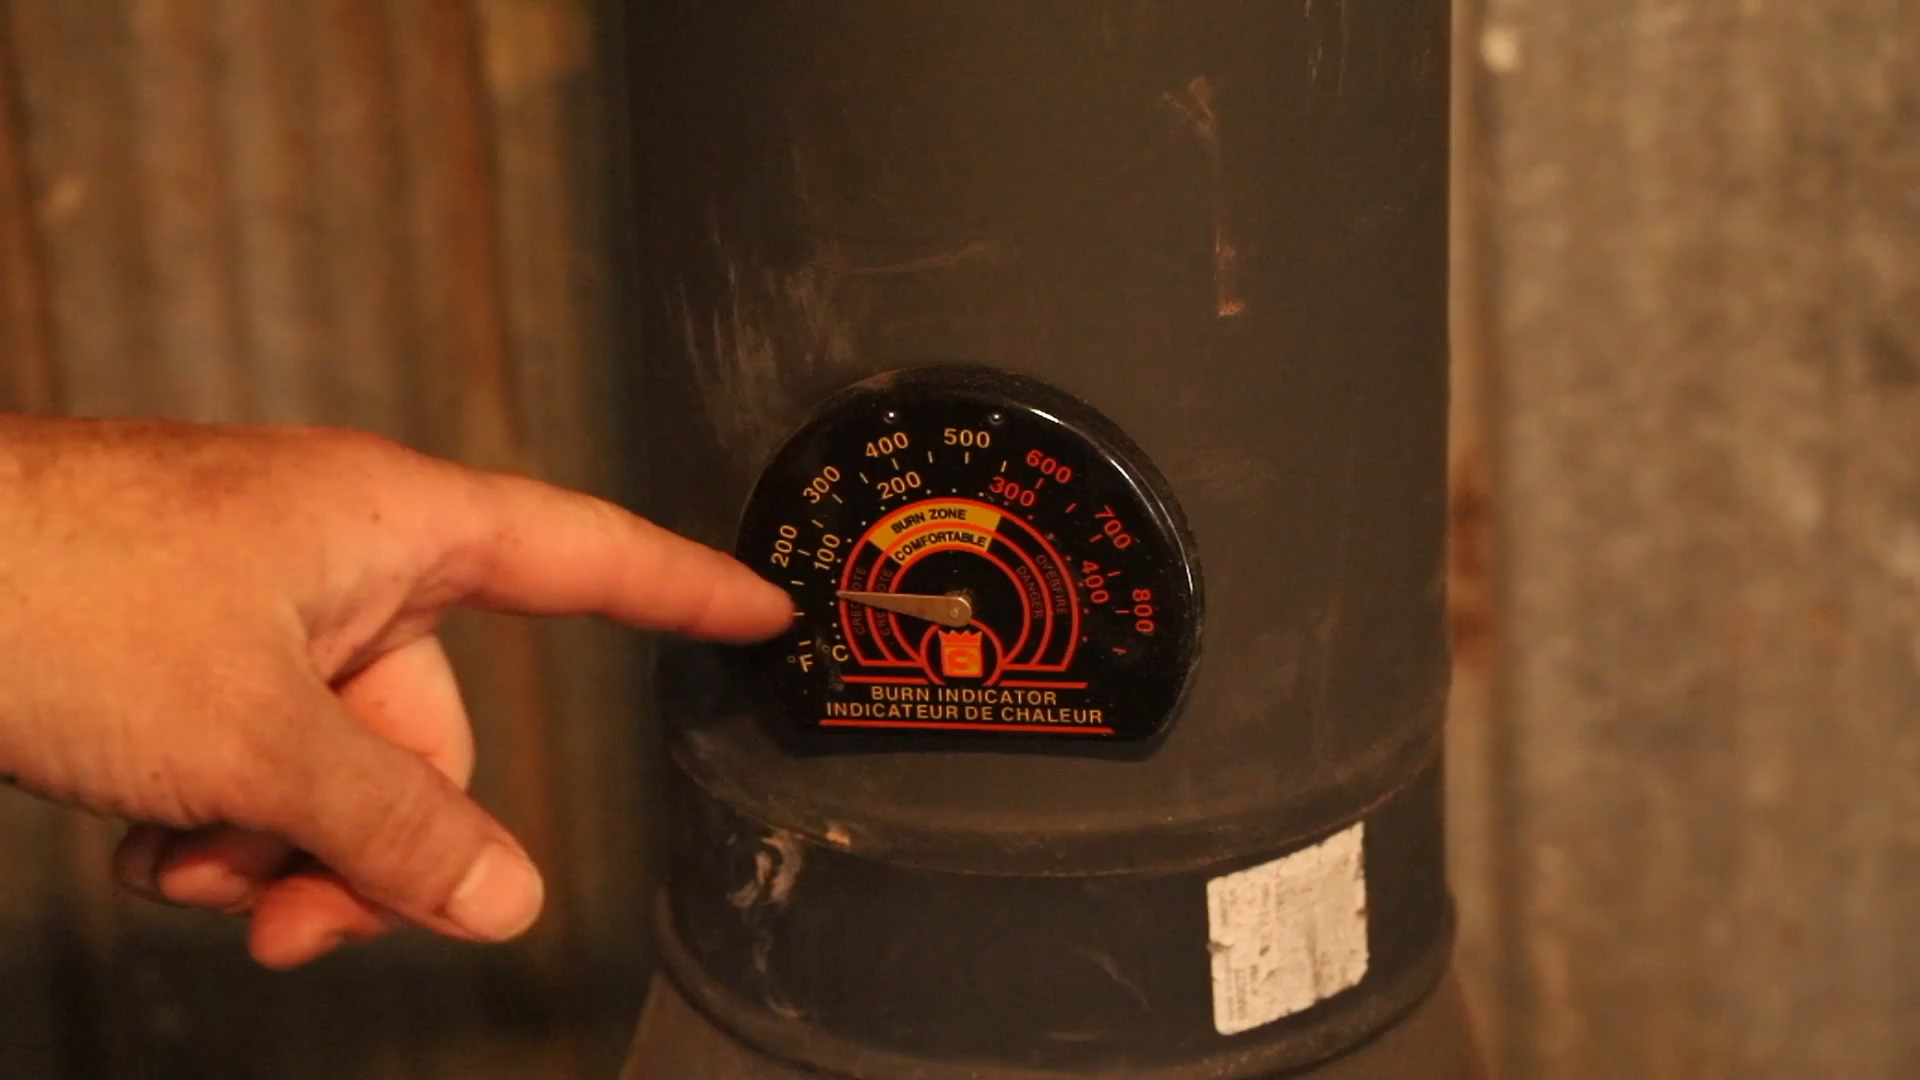 200 300 400 500 600 700 800
100 200 300 400
BURN ZONE
COMFORTABLE
CREOSOTE
CREOSOTE
OVERFIRE
DANGER
°F °C
BURN INDICATOR
INDICATEUR DE CHALEUR